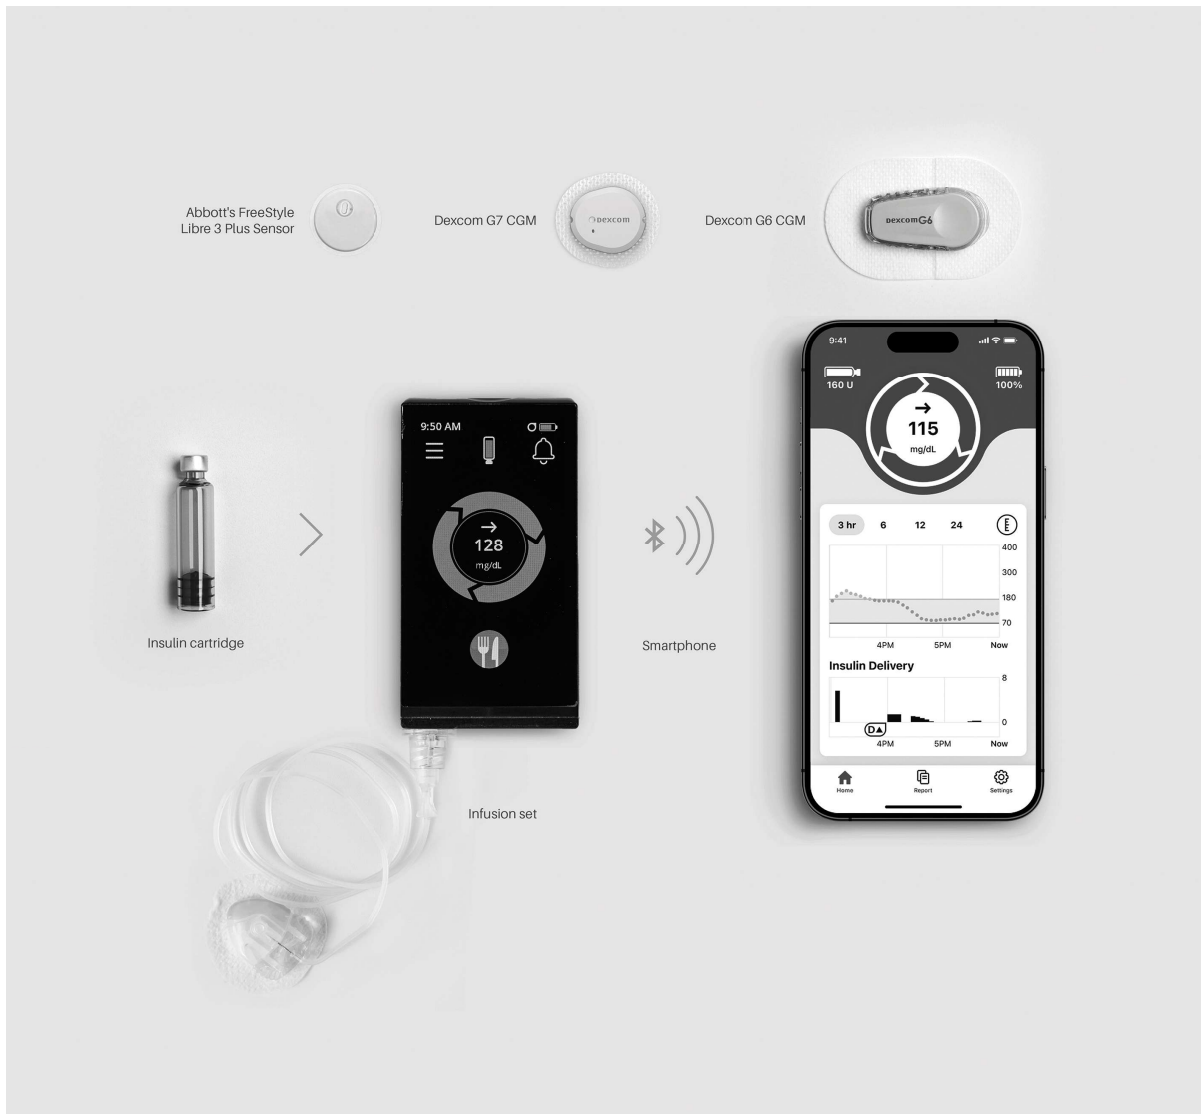 Abbott's FreeStyle
Libre 3 Plus Sensor
Dexcom G7 CGM
Dexcom
Dexcom G6 CGM
Dexcom G6
9:41
160 U
100%
115
mg/dL
9:50 AM
128
mg/dL
Insulin cartridge
Smartphone
3 hr 6 12 24
400
300
180
70
4PM 5PM Now
Insulin Delivery
8
0
D▲
4PM 5PM Now
Home Report Settings
Infusion set